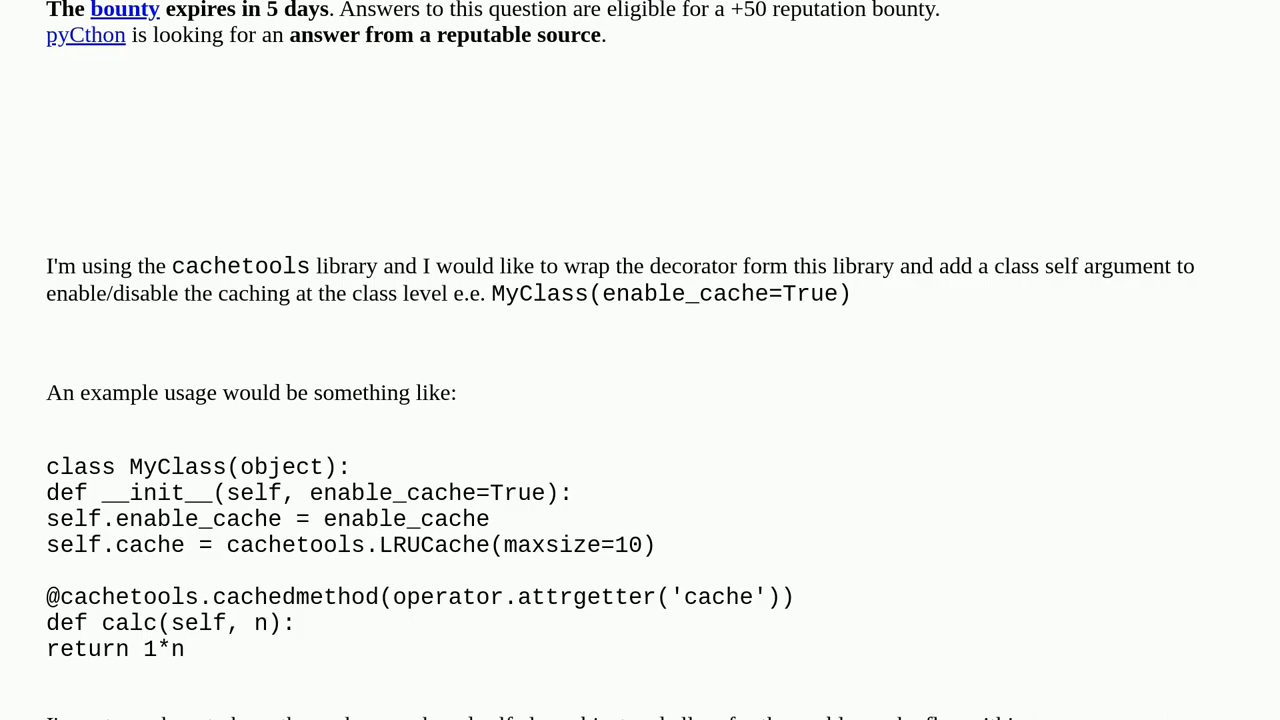 The bounty expires in 5 days. Answers to this question are eligible for a +50 reputation bounty.
pyCthon is looking for an answer from a reputable source.
I'm using the cachetools library and I would like to wrap the decorator form this library and add a class self argument to
enable/disable the caching at the class level e.e. MyClass(enable_cache=True)
An example usage would be something like:
class MyClass(object):
def __init__(self, enable_cache=True):
self.enable_cache = enable_cache
self.cache = cachetools.LRUCache(maxsize=10)
@cachetools.cachedmethod(operator.attrgetter('cache'))
def calc(self, n):
return 1*n